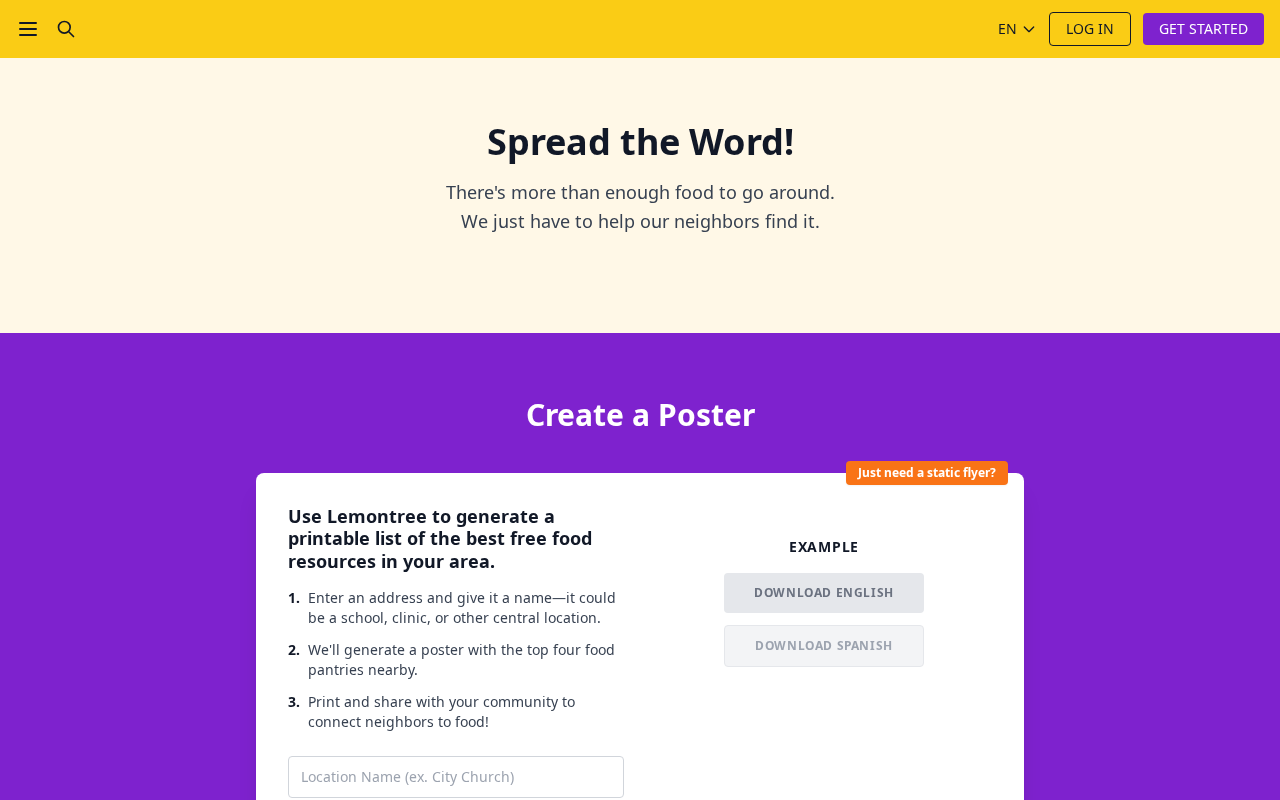 EN
LOG IN
GET STARTED
Spread the Word!
There's more than enough food to go around.
We just have to help our neighbors find it.
Create a Poster
Just need a static flyer?
Use Lemontree to generate a
printable list of the best free food
resources in your area.
1. Enter an address and give it a name—it could
be a school, clinic, or other central location.
2. We'll generate a poster with the top four food
pantries nearby.
3. Print and share with your community to
connect neighbors to food!
Location Name (ex. City Church)
EXAMPLE
DOWNLOAD ENGLISH
DOWNLOAD SPANISH